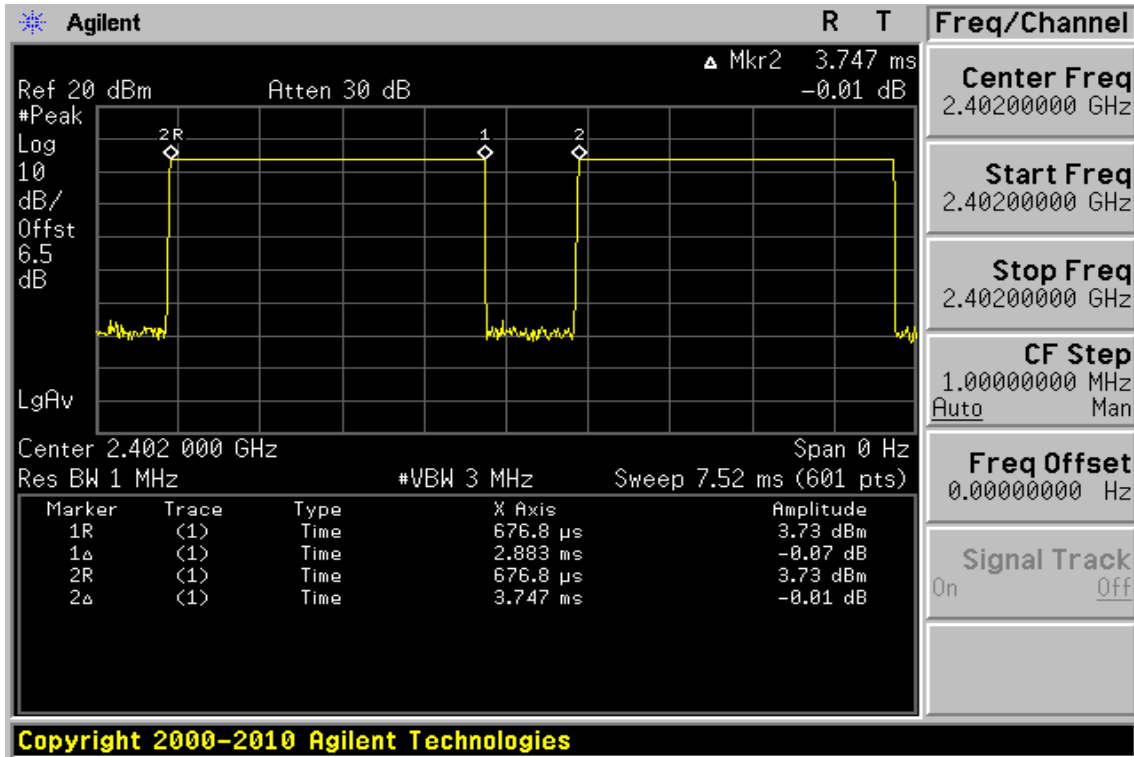 Agilent R T Freq/Channel
Δ Mkr2 3.747 ms
Ref 20 dBm Atten 30 dB -0.01 dB
#Peak
Log
10
dB/
Offst
6.5
dB
LgAv
2R 1 2
Center 2.402 000 GHz Span 0 Hz
Res BW 1 MHz #VBW 3 MHz Sweep 7.52 ms (601 pts)
Marker Trace Type X Axis Amplitude
1R (1) Time 676.8 µs 3.73 dBm
1Δ (1) Time 2.883 ms -0.07 dB
2R (1) Time 676.8 µs 3.73 dBm
2Δ (1) Time 3.747 ms -0.01 dB
Center Freq
2.40200000 GHz
Start Freq
2.40200000 GHz
Stop Freq
2.40200000 GHz
CF Step
1.00000000 MHz
Auto Man
Freq Offset
0.00000000 Hz
Signal Track
On Off
Copyright 2000-2010 Agilent Technologies